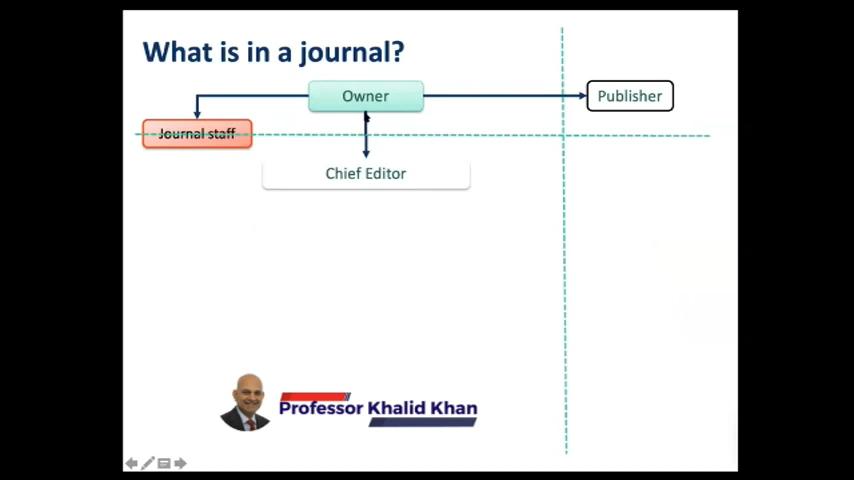 What is in a journal?
Owner
Publisher
Journal staff
Chief Editor
Professor Khalid Khan